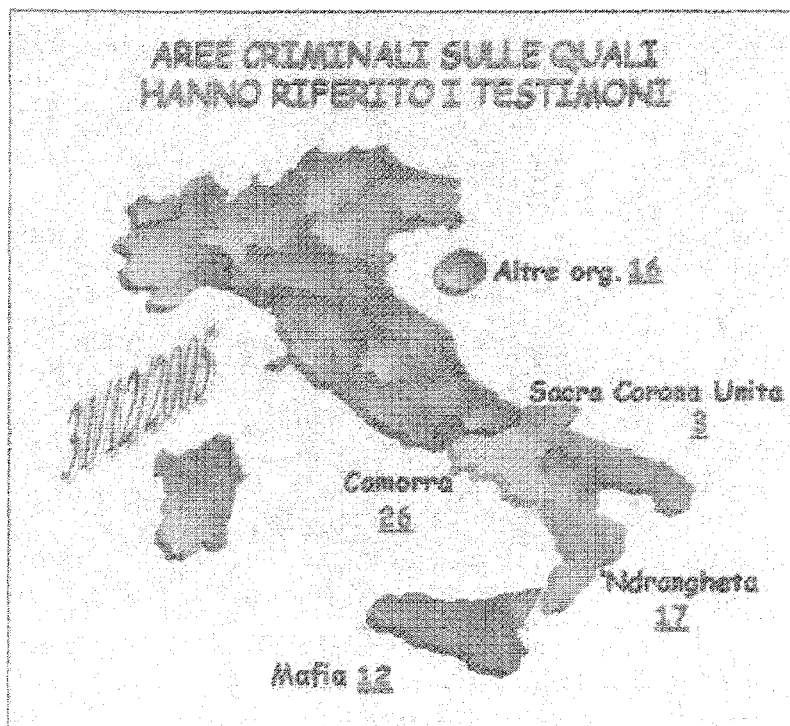 AREE CRIMINALI SULLE QUALI
HANNO RIFERITO I TESTIMONI
Altre org. 16
Sacra Corona Unita
3
Camorra
26
'Ndrangheta
17
Mafia 12